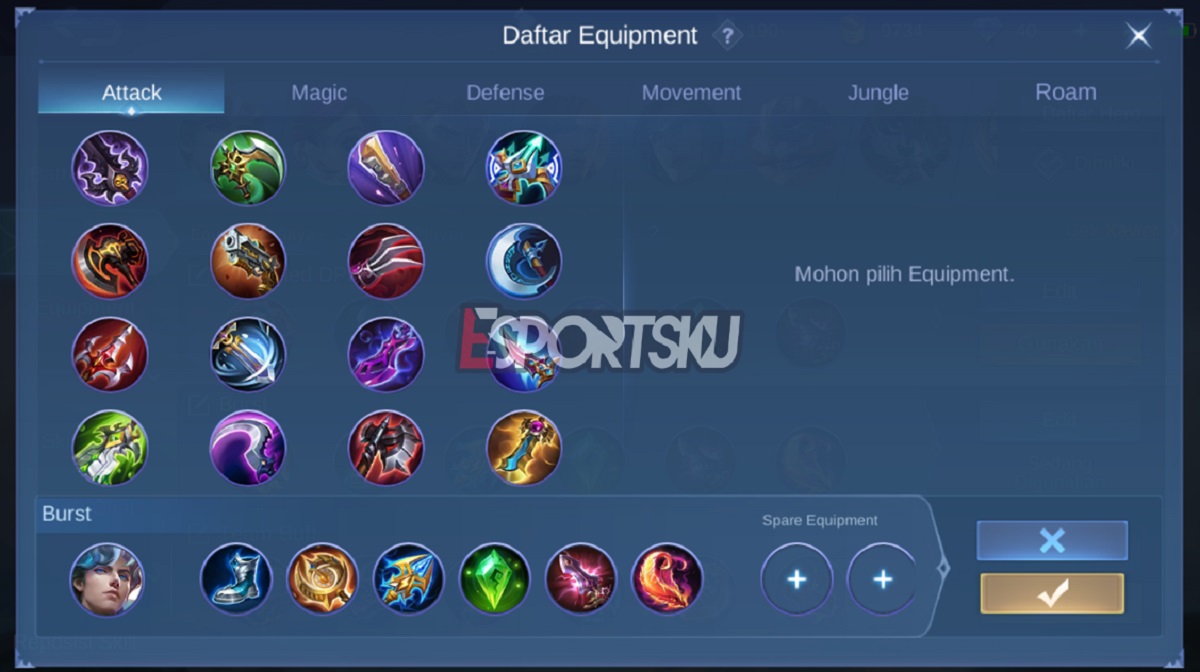 Daftar Equipment ?
Attack
Magic
Defense
Movement
Jungle
Roam
Mohon pilih Equipment.
ESPORTSKU
Burst
Spare Equipment